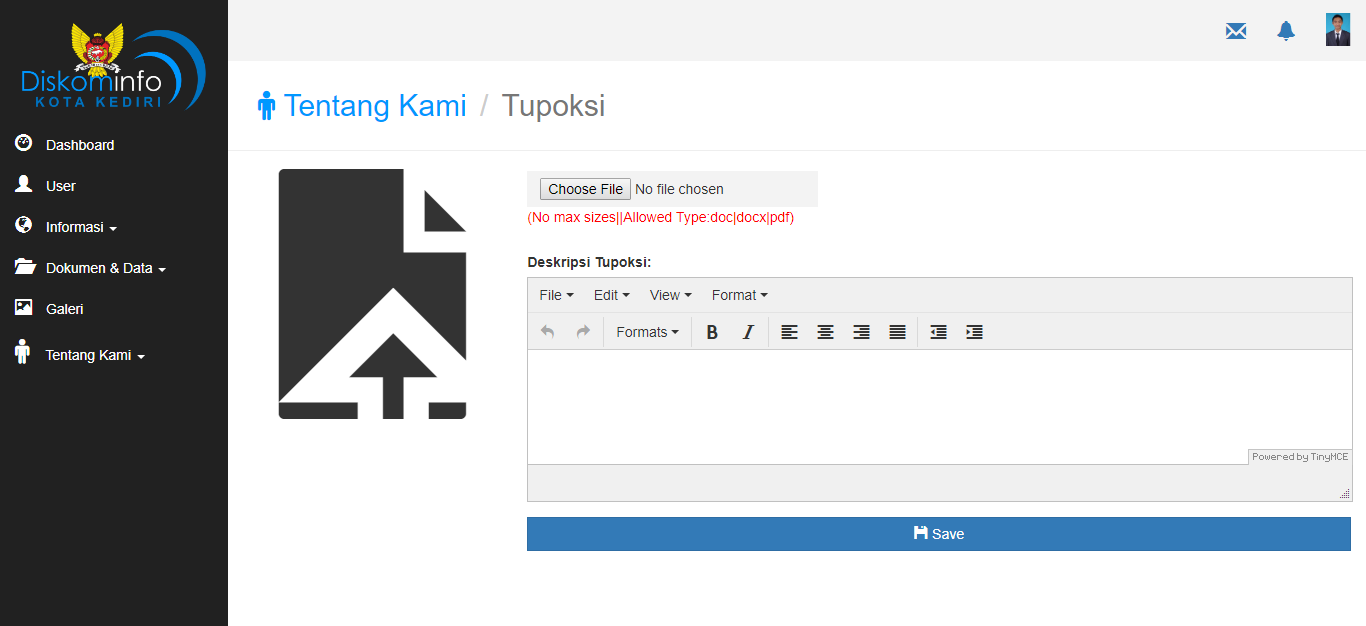 Diskominfo
KOTA KEDIRI
Dashboard
User
Informasi
Dokumen & Data
Galeri
Tentang Kami
Tentang Kami / Tupoksi
Choose File No file chosen
(No max sizes||Allowed Type:doc|docx|pdf)
Deskripsi Tupoksi:
File Edit View Format
Formats B I
Powered by TinyMCE
Save